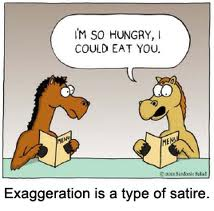 I'M SO HUNGRY, I
COULD EAT YOU.
MENU
MENU
Exaggeration is a type of satire.